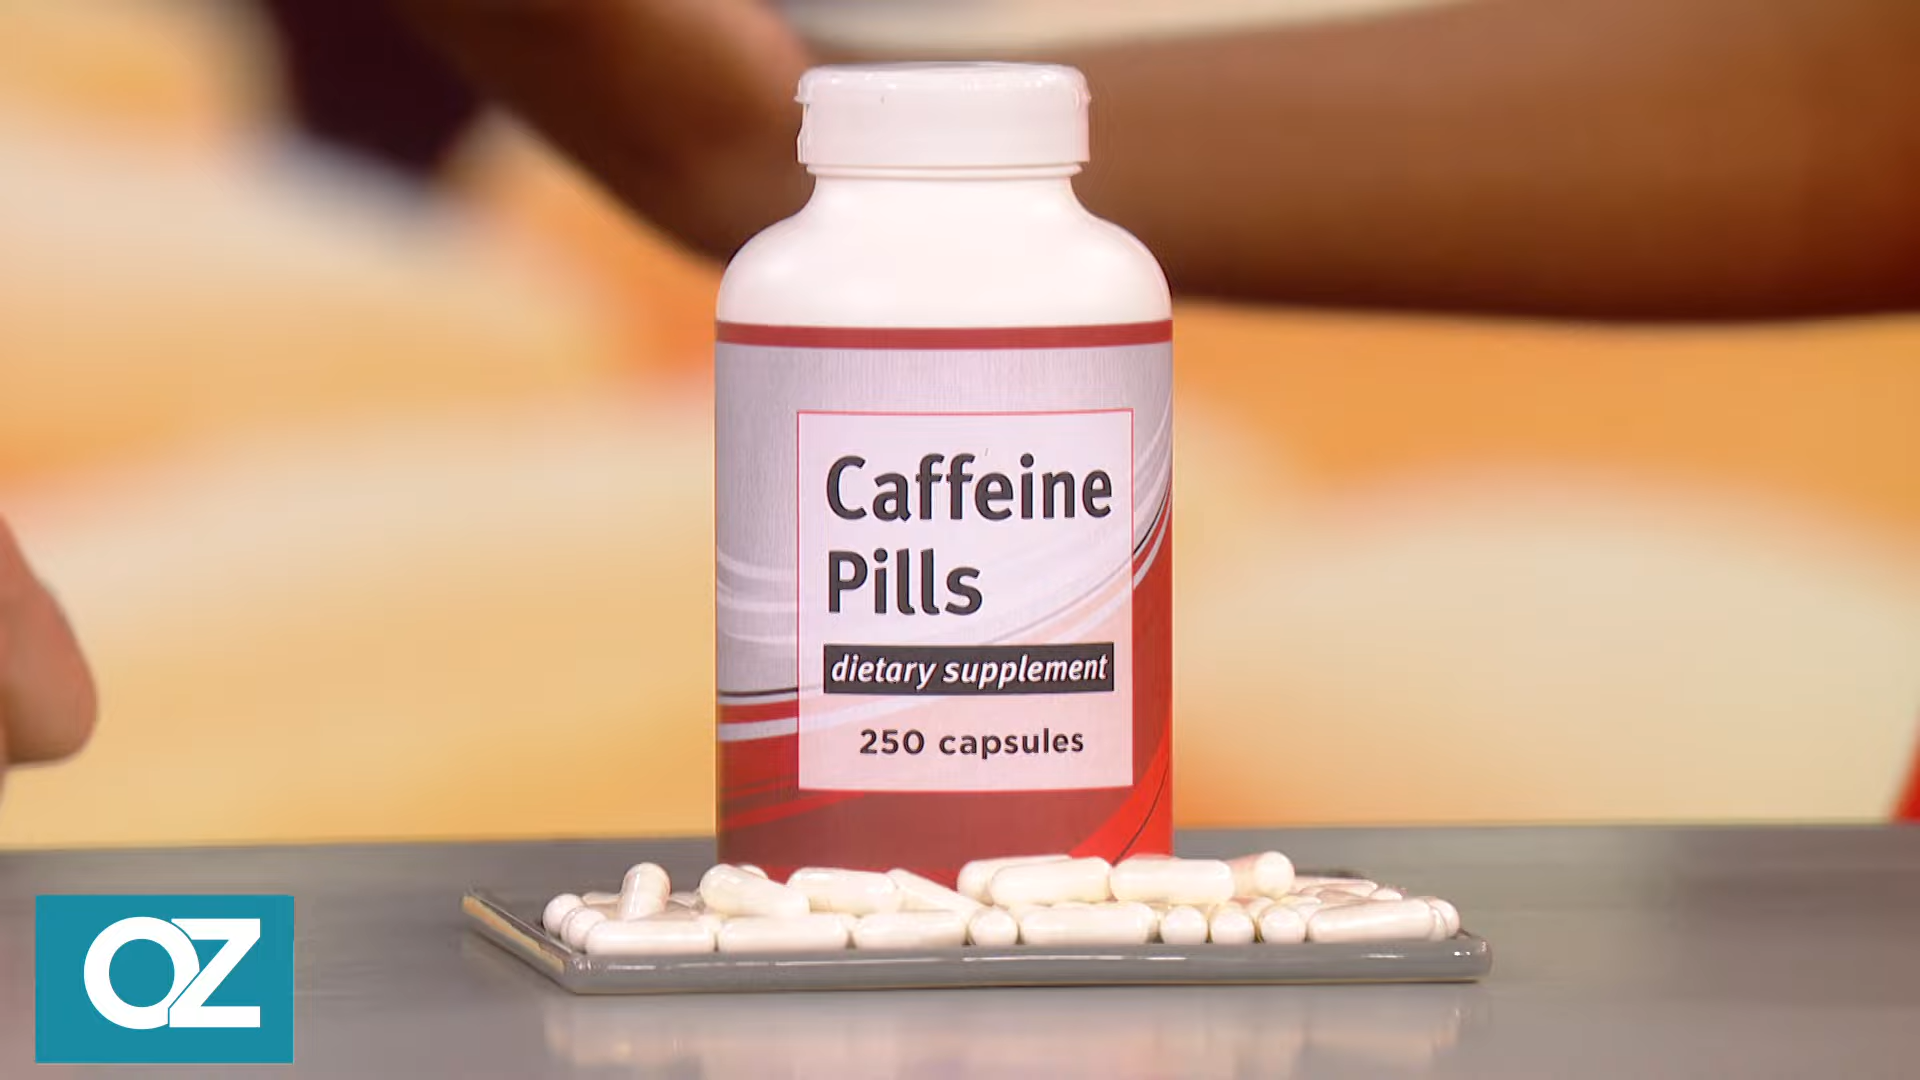 Caffeine
Pills
dietary supplement
250 capsules
OZ